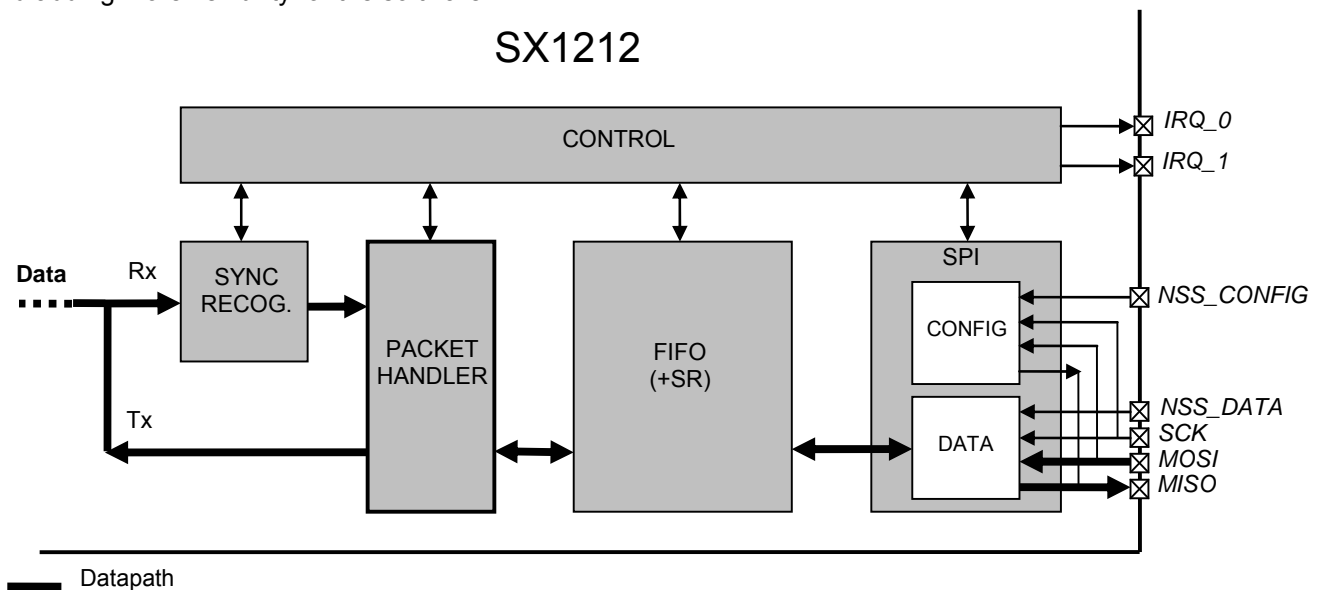 SX1212
CONTROL
IRQ_0
IRQ_1
Data
Rx
SYNC
RECOG.
PACKET
HANDLER
FIFO
(+SR)
SPI
CONFIG
NSS_CONFIG
Tx
DATA
NSS_DATA
SCK
MOSI
MISO
Datapath